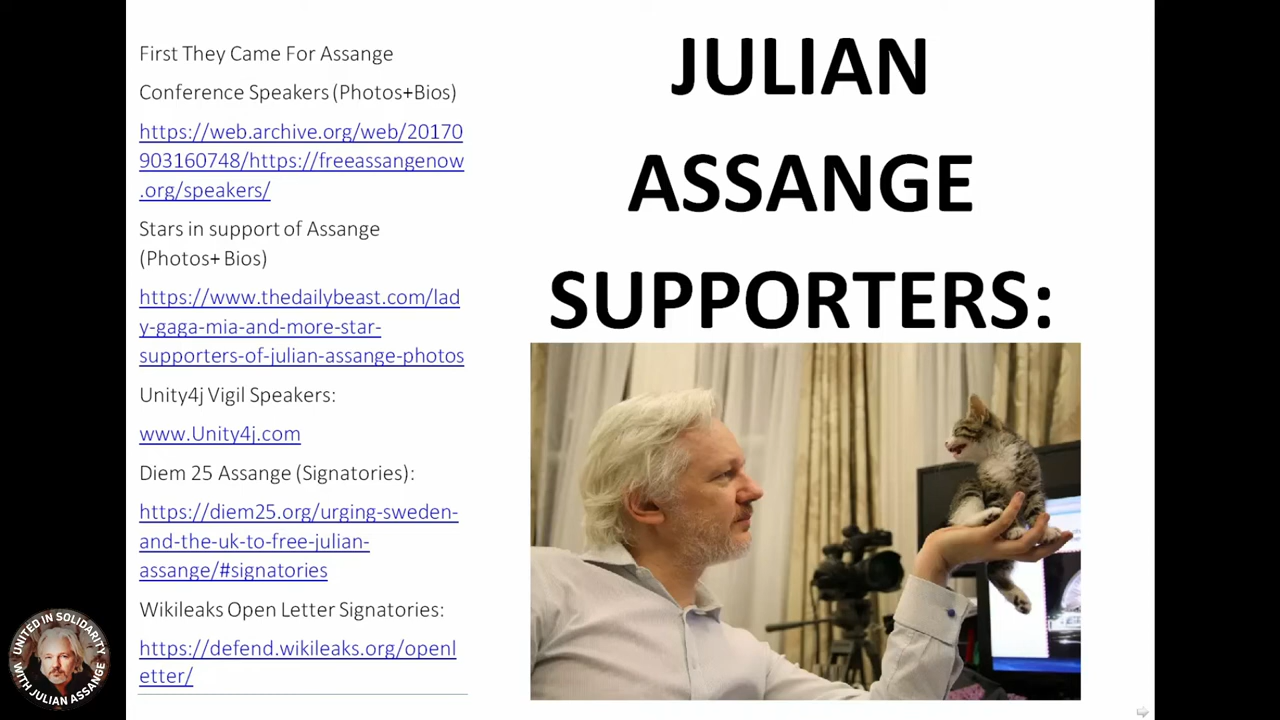 First They Came For Assange
Conference Speakers (Photos+Bios)
https://web.archive.org/web/20170
903160748/https://freeassangenow
.org/speakers/
Stars in support of Assange
(Photos+ Bios)
https://www.thedailybeast.com/lad
y-gaga-mia-and-more-star-
supporters-of-julian-assange-photos
Unity4j Vigil Speakers:
www.Unity4j.com
Diem 25 Assange (Signatories):
https://diem25.org/urging-sweden-
and-the-uk-to-free-julian-
assange/#signatories
Wikileaks Open Letter Signatories:
https://defend.wikileaks.org/openl
etter/
JULIAN
ASSANGE
SUPPORTERS:
UNITED IN SOLIDARITY
WITH JULIAN ASSANGE